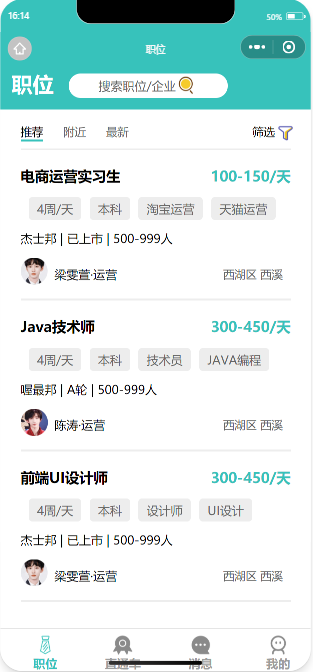 16:14
50%
职位
职位
搜索职位/企业
推荐 附近 最新 筛选
电商运营实习生 100-150/天
4周/天 本科 淘宝运营 天猫运营
杰士邦 | 已上市 | 500-999人
梁雯萱·运营 西湖区 西溪
Java技术师 300-450/天
4周/天 本科 技术员 JAVA编程
喔最邦 | A轮 | 500-999人
陈涛·运营 西湖区 西溪
前端UI设计师 300-450/天
4周/天 本科 设计师 UI设计
杰士邦 | 已上市 | 500-999人
梁雯萱·运营 西湖区 西溪
职位 直通车 消息 我的